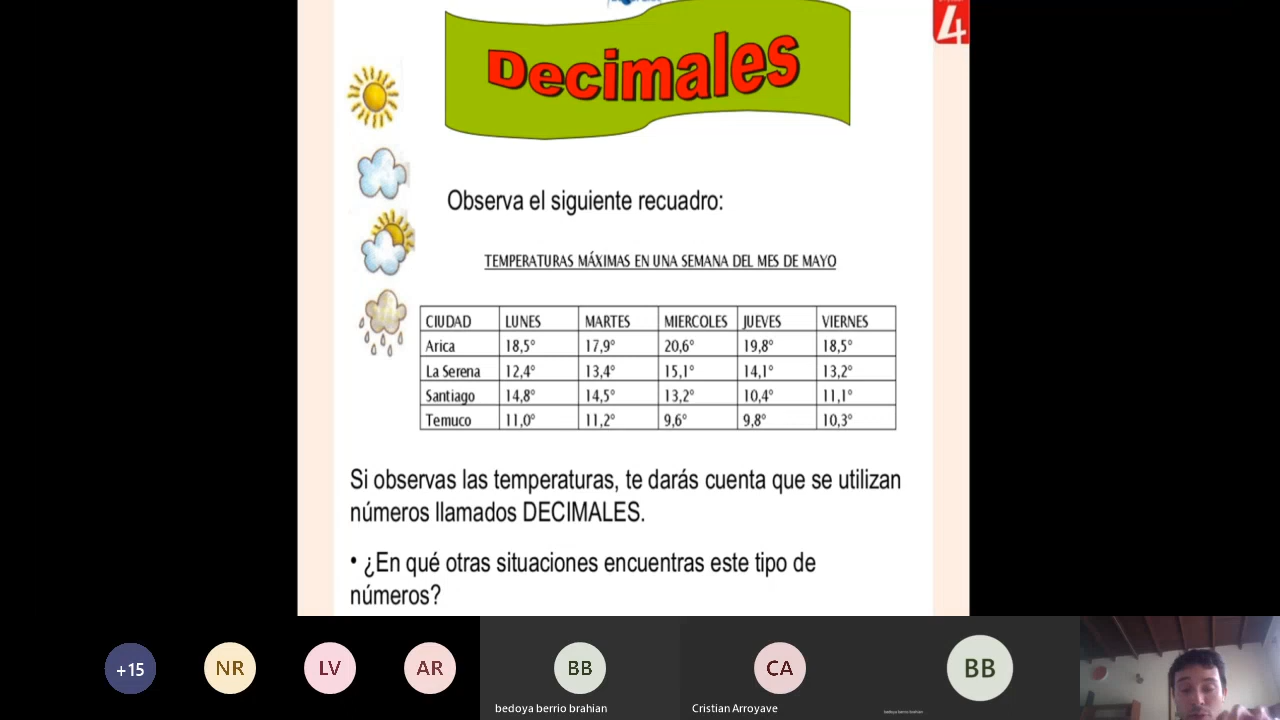 4
Decimales
Observa el siguiente recuadro:
TEMPERATURAS MÁXIMAS EN UNA SEMANA DEL MES DE MAYO
CIUDAD LUNES MARTES MIERCOLES JUEVES VIERNES
Arica 18,5° 17,9° 20,6° 19,8° 18,5°
La Serena 12,4° 13,4° 15,1° 14,1° 13,2°
Santiago 14,8° 14,5° 13,2° 10,4° 11,1°
Temuco 11,0° 11,2° 9,6° 9,8° 10,3°
Si observas las temperaturas, te darás cuenta que se utilizan
números llamados DECIMALES.
• ¿En qué otras situaciones encuentras este tipo de
números?
+15 NR LV AR BB CA BB
bedoya berrio brahian Cristian Arroyave bedoya berrio brahian